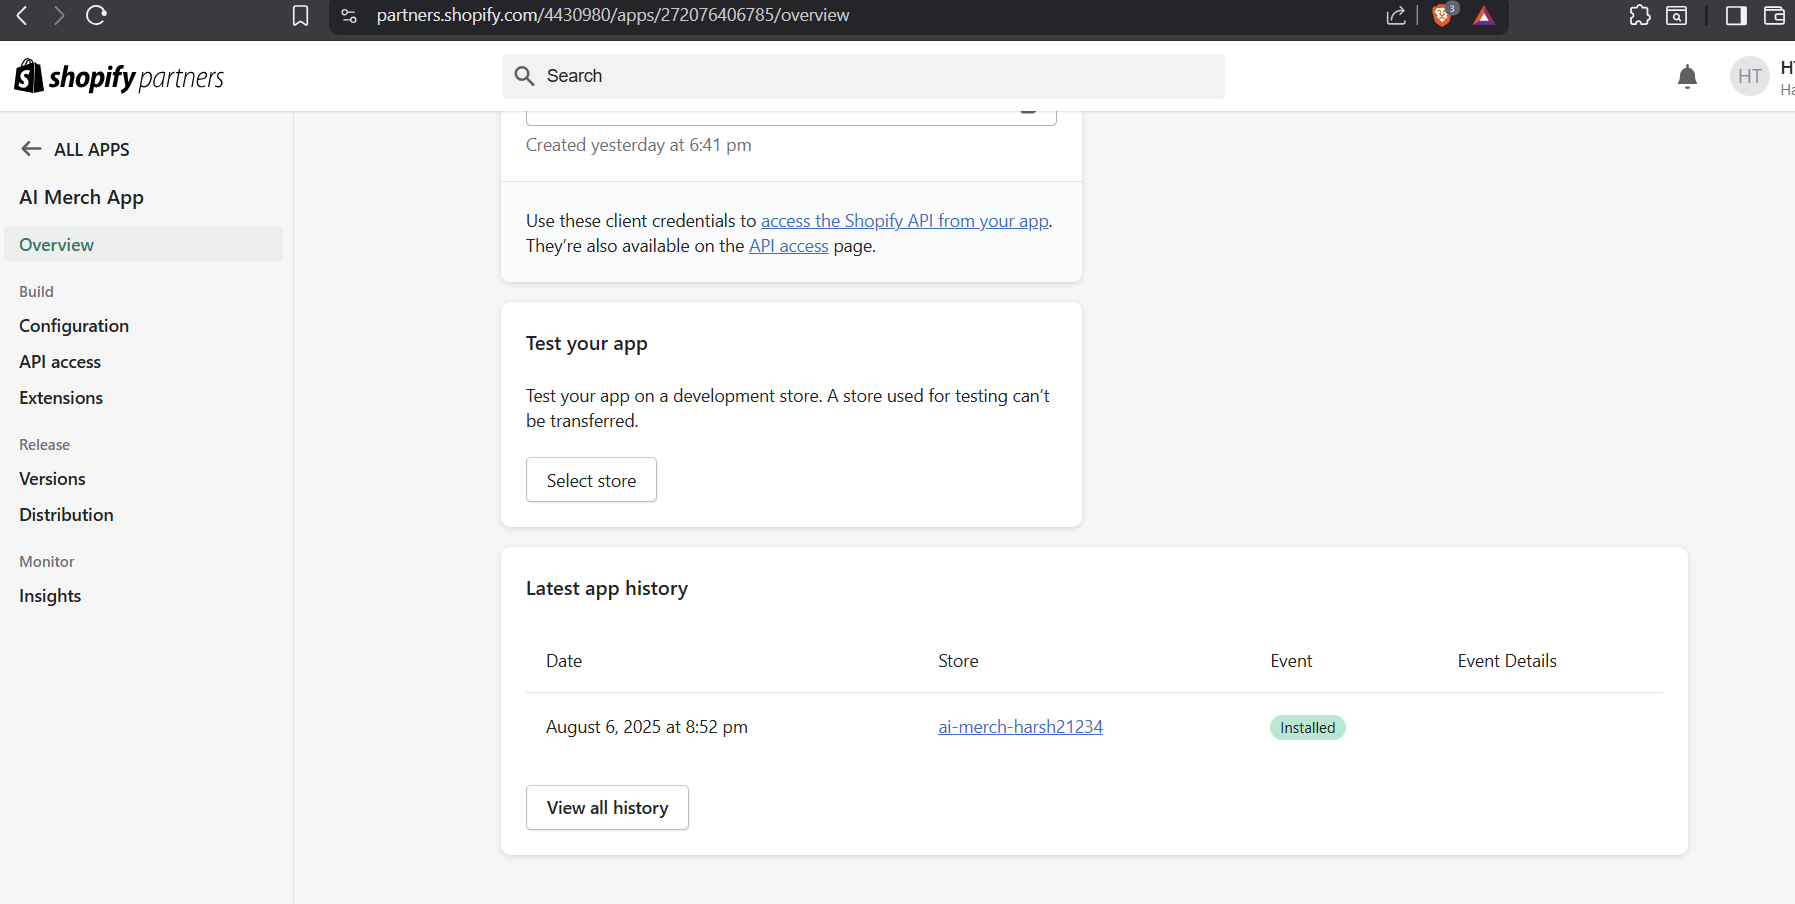 partners.shopify.com/4430980/apps/272076406785/overview
3
shopify partners
Search
HT
Created yesterday at 6:41 pm
ALL APPS
AI Merch App
Overview
Build
Configuration
API access
Extensions
Release
Versions
Distribution
Monitor
Insights
Use these client credentials to access the Shopify API from your app.
They’re also available on the API access page.
Test your app
Test your app on a development store. A store used for testing can’t
be transferred.
Select store
Latest app history
Date Store Event Event Details
August 6, 2025 at 8:52 pm ai-merch-harsh21234 Installed
View all history